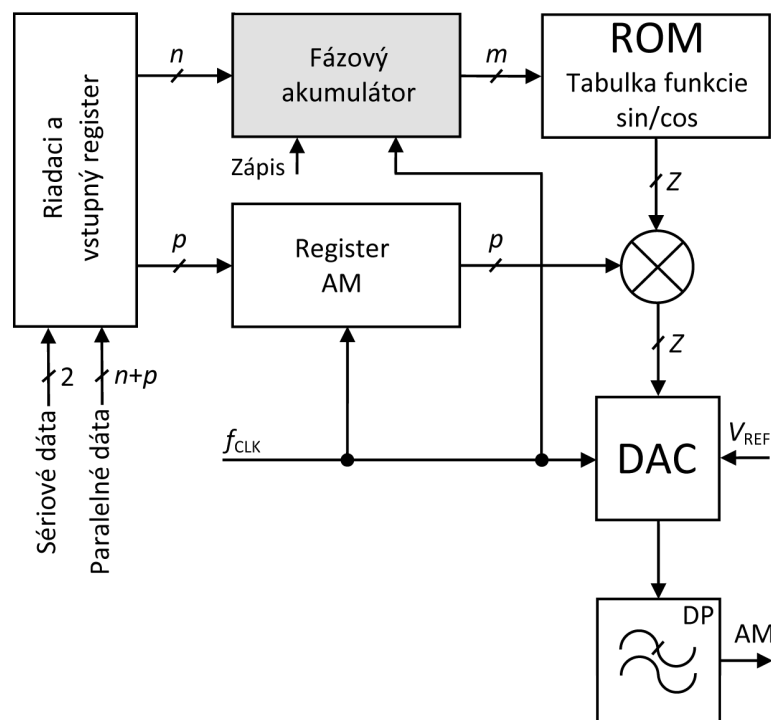 Riadaci a
vstupný register
n
Fázový
akumulátor
m
ROM
Tabulka funkcie
sin/cos
Zápis
Z
p
Register
AM
p
Z
2
n+p
Sériové dáta
Paralelné dáta
fCLK
DAC
VREF
DP
AM